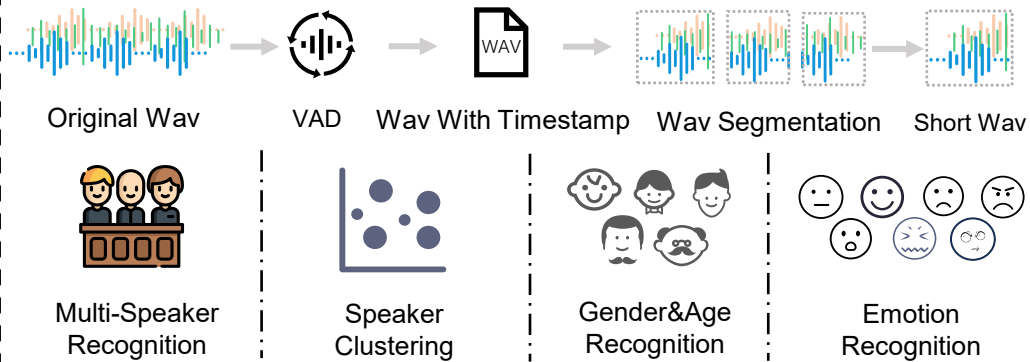 WAV
Original Wav
VAD
Wav With Timestamp
Wav Segmentation
Short Wav
Multi-Speaker
Recognition
Speaker
Clustering
Gender&Age
Recognition
Emotion
Recognition